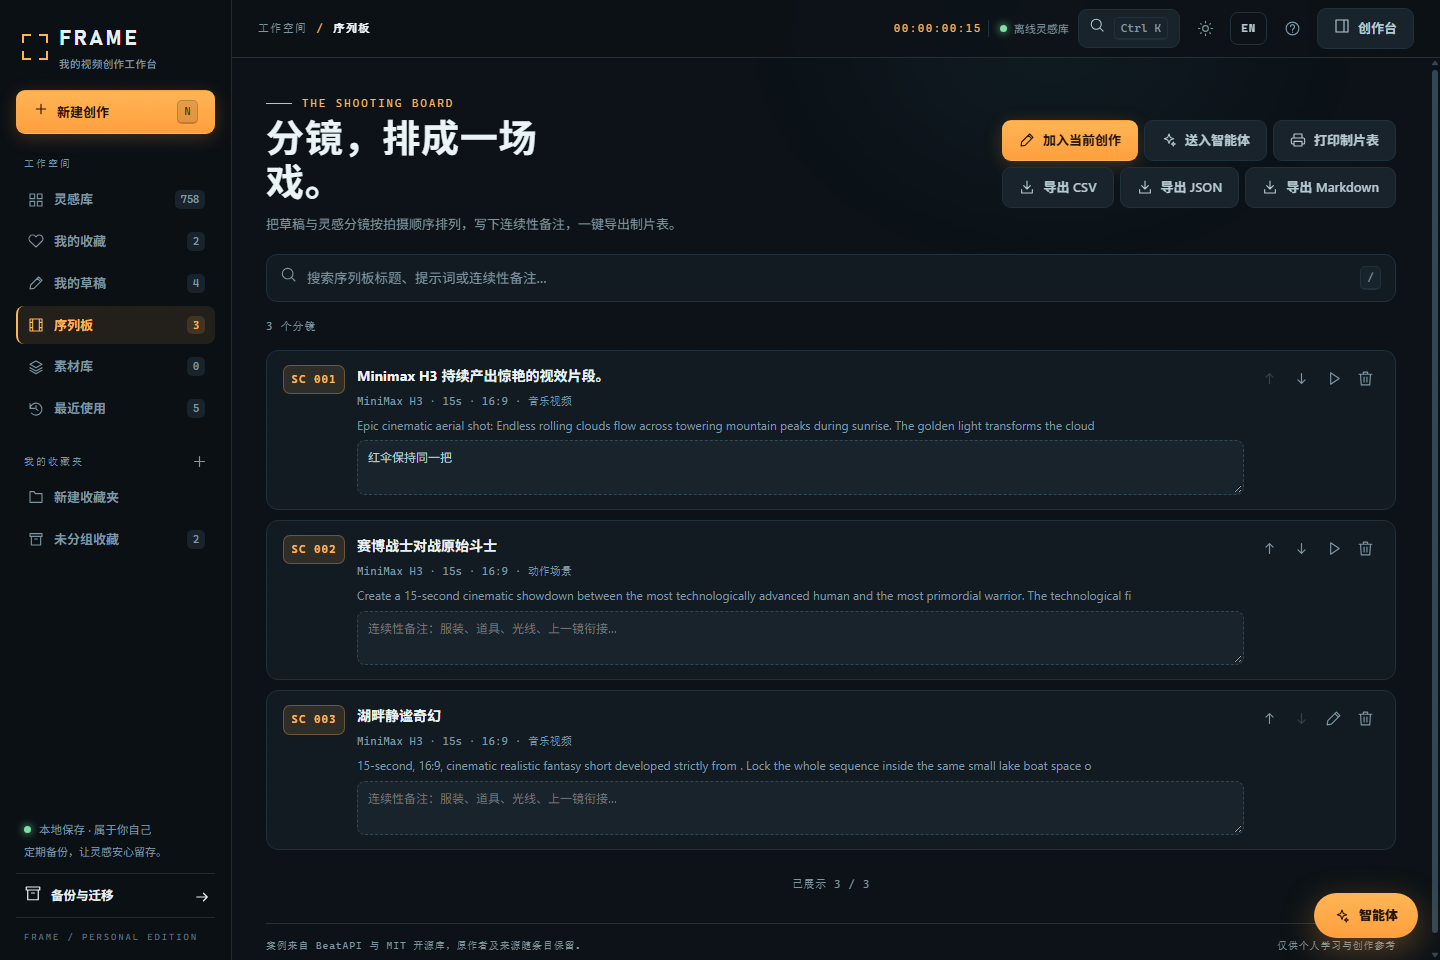 FRAME
我的视频创作工作台
新建创作 N
工作空间
灵感库 758
我的收藏 2
我的草稿 4
序列板 3
素材库 0
最近使用 5
我的收藏夹
新建收藏夹
未分组收藏 2
本地保存 · 属于你自己
定期备份，让灵感安心留存。
备份与迁移
FRAME / PERSONAL EDITION
工作空间 / 序列板
00:00:00:15 离线灵感库 Ctrl K EN 创作台
THE SHOOTING BOARD
分镜，排成一场
戏。
把草稿与灵感分镜按拍摄顺序排列，写下连续性备注，一键导出制片表。
加入当前创作 送入智能体 打印制片表
导出 CSV 导出 JSON 导出 Markdown
搜索序列板标题、提示词或连续性备注... /
3 个分镜
SC 001 Minimax H3 持续产出惊艳的视效片段。
MiniMax H3 · 15s · 16:9 · 音乐视频
Epic cinematic aerial shot: Endless rolling clouds flow across towering mountain peaks during sunrise. The golden light transforms the cloud
红伞保持同一把
SC 002 赛博战士对战原始斗士
MiniMax H3 · 15s · 16:9 · 动作场景
Create a 15-second cinematic showdown between the most technologically advanced human and the most primordial warrior. The technological fi
连续性备注：服装、道具、光线、上一镜衔接...
SC 003 湖畔静谧奇幻
MiniMax H3 · 15s · 16:9 · 音乐视频
15-second, 16:9, cinematic realistic fantasy short developed strictly from . Lock the whole sequence inside the same small lake boat space o
连续性备注：服装、道具、光线、上一镜衔接...
已展示 3 / 3
智能体
案例来自 BeatAPI 与 MIT 开源库，原作者及来源随条目保留。
仅供个人学习与创作参考